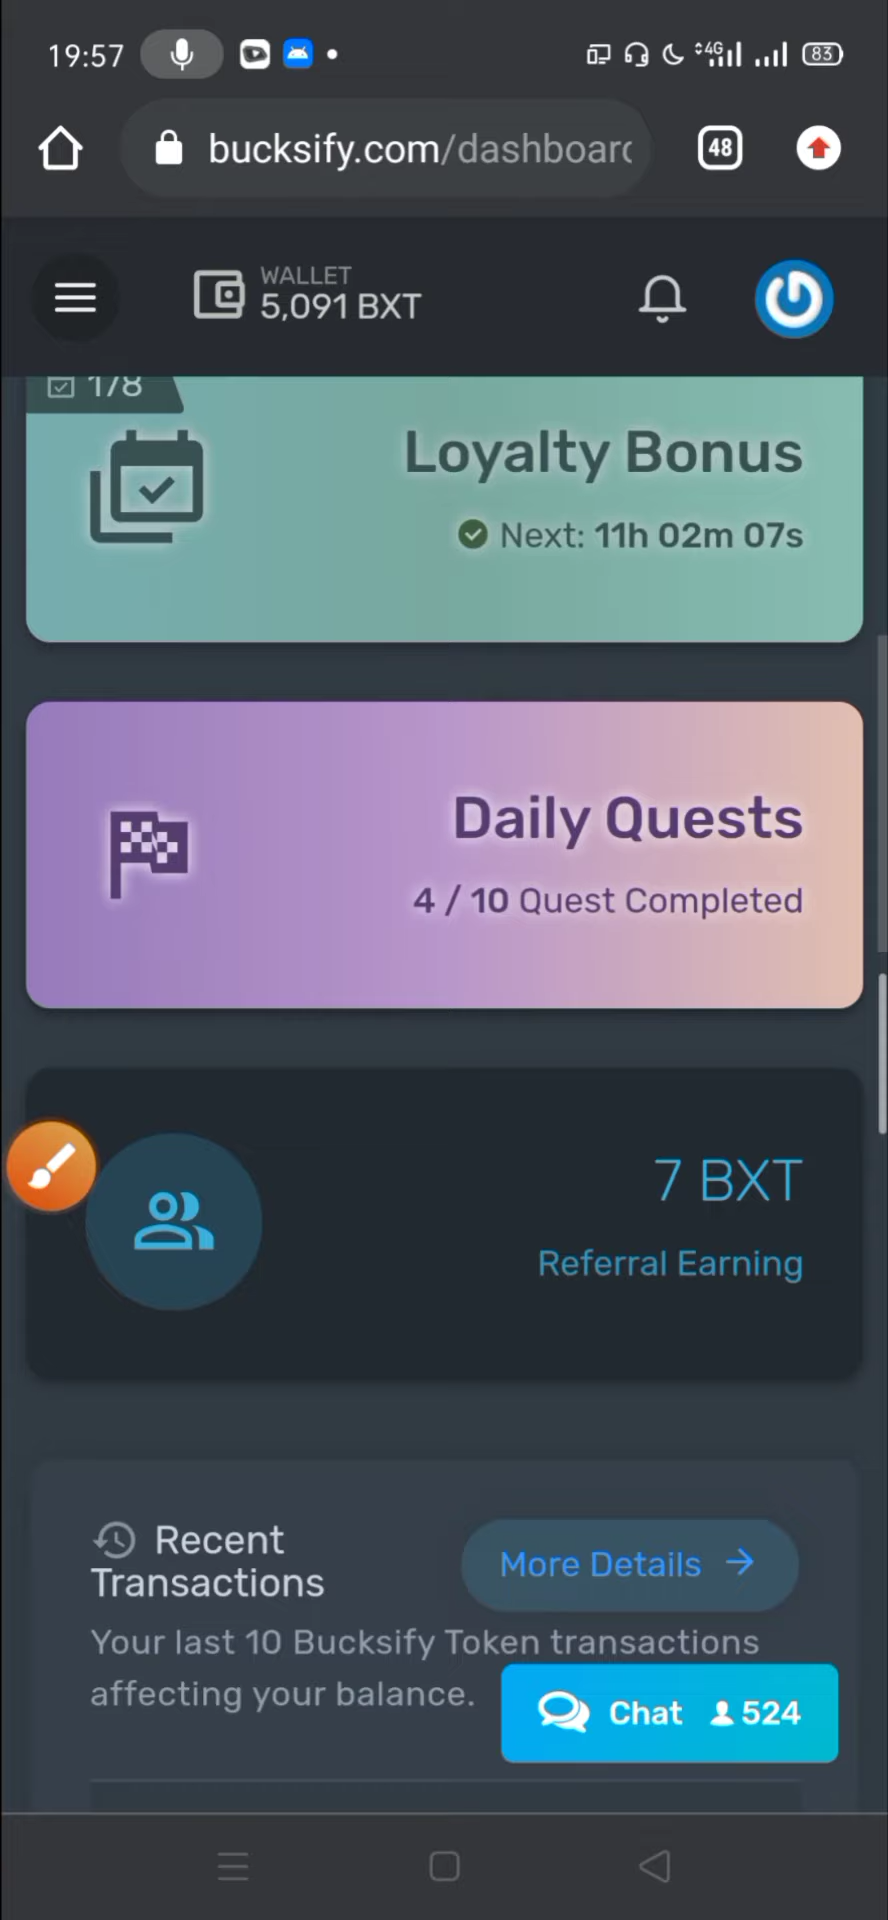 19:57
4G
83
bucksify.com/dashboard
48
WALLET
5,091 BXT
1/8
Loyalty Bonus
Next: 11h 02m 07s
Daily Quests
4 / 10 Quest Completed
7 BXT
Referral Earning
Recent
Transactions
More Details
Your last 10 Bucksify Token transactions
affecting your balance.
Chat 524